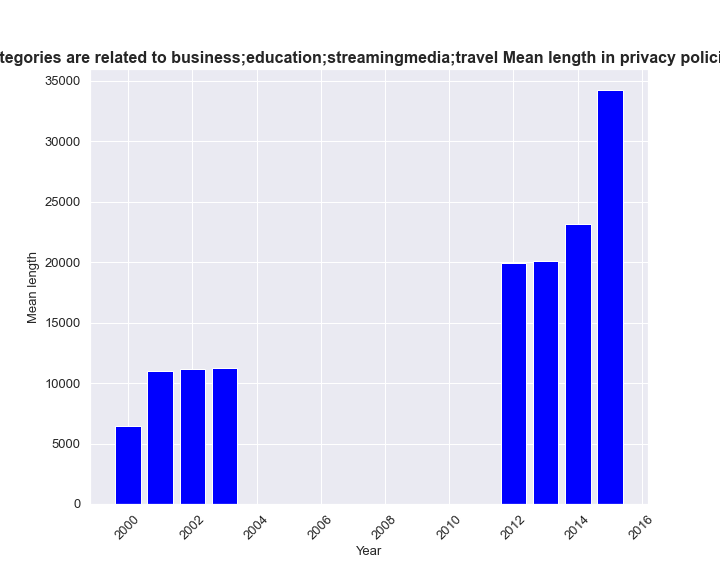 tegories are related to business;education;streamingmedia;travel Mean length in privacy polici
35000
30000
25000
20000
15000
10000
5000
0
Mean length
2000 2002 2004 2006 2008 2010 2012 2014 2016
Year